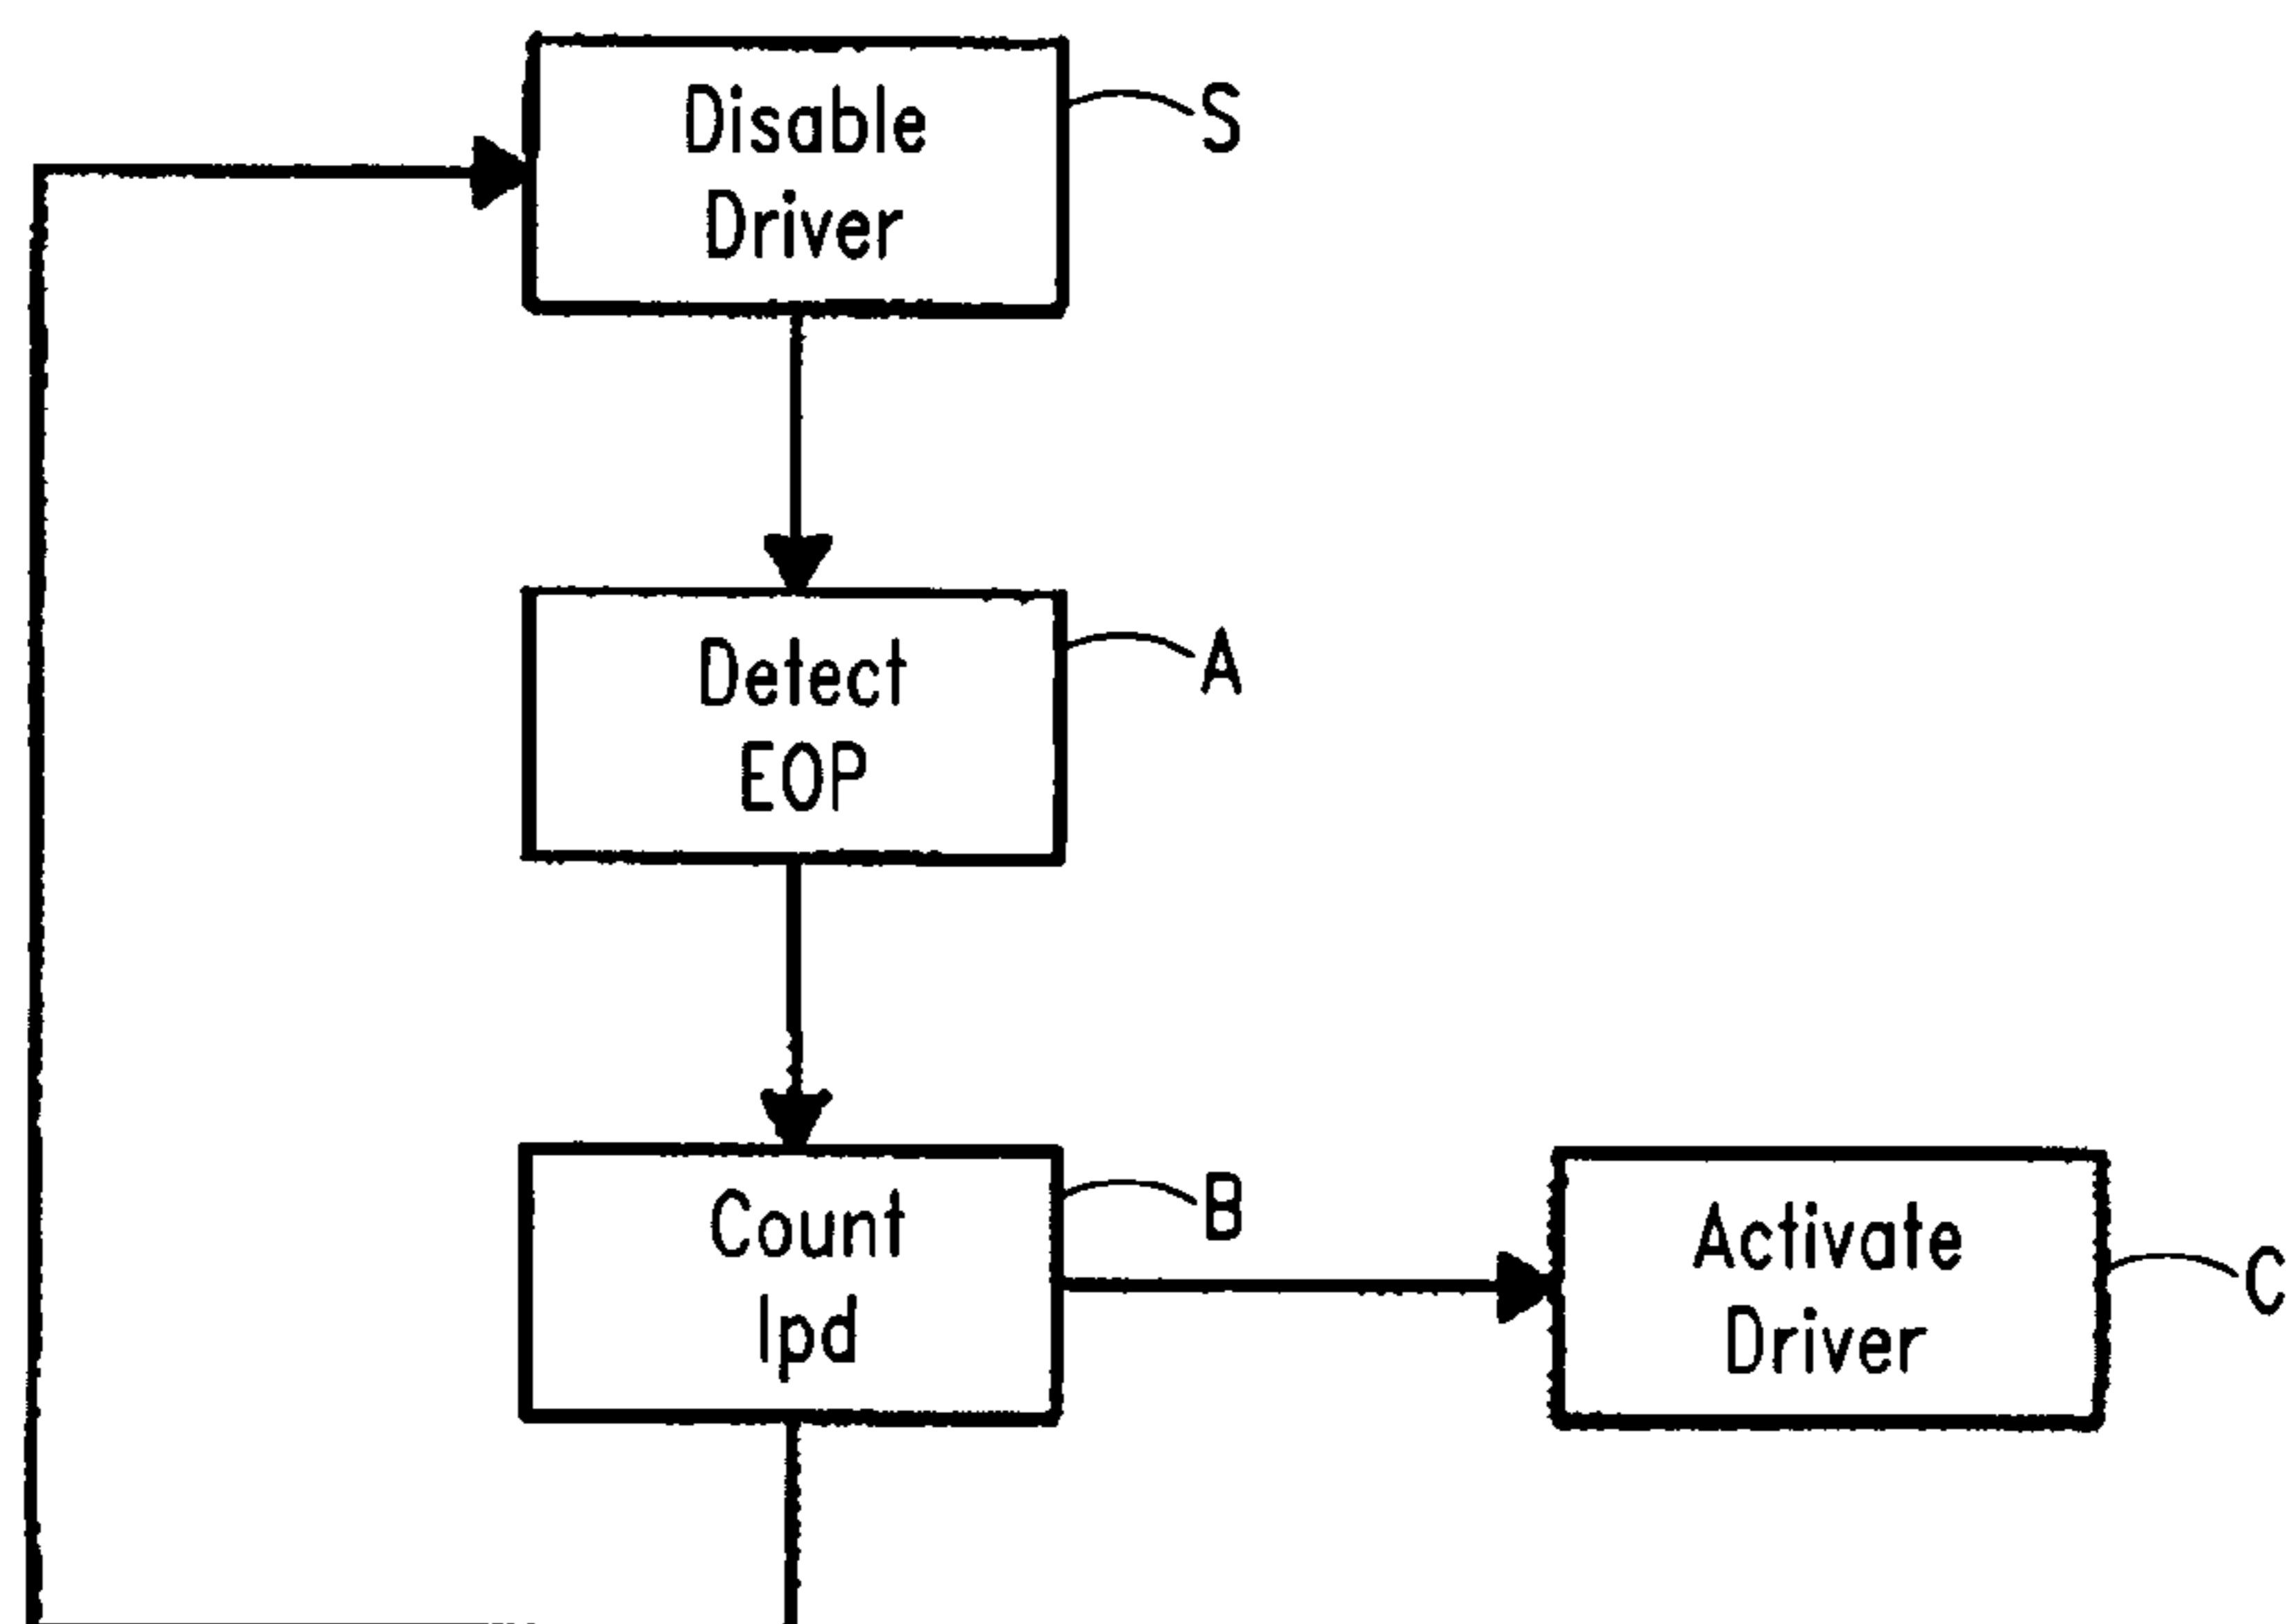 Disable
Driver
S
Detect
EOP
A
Count
Ipd
B
Activate
Driver
C